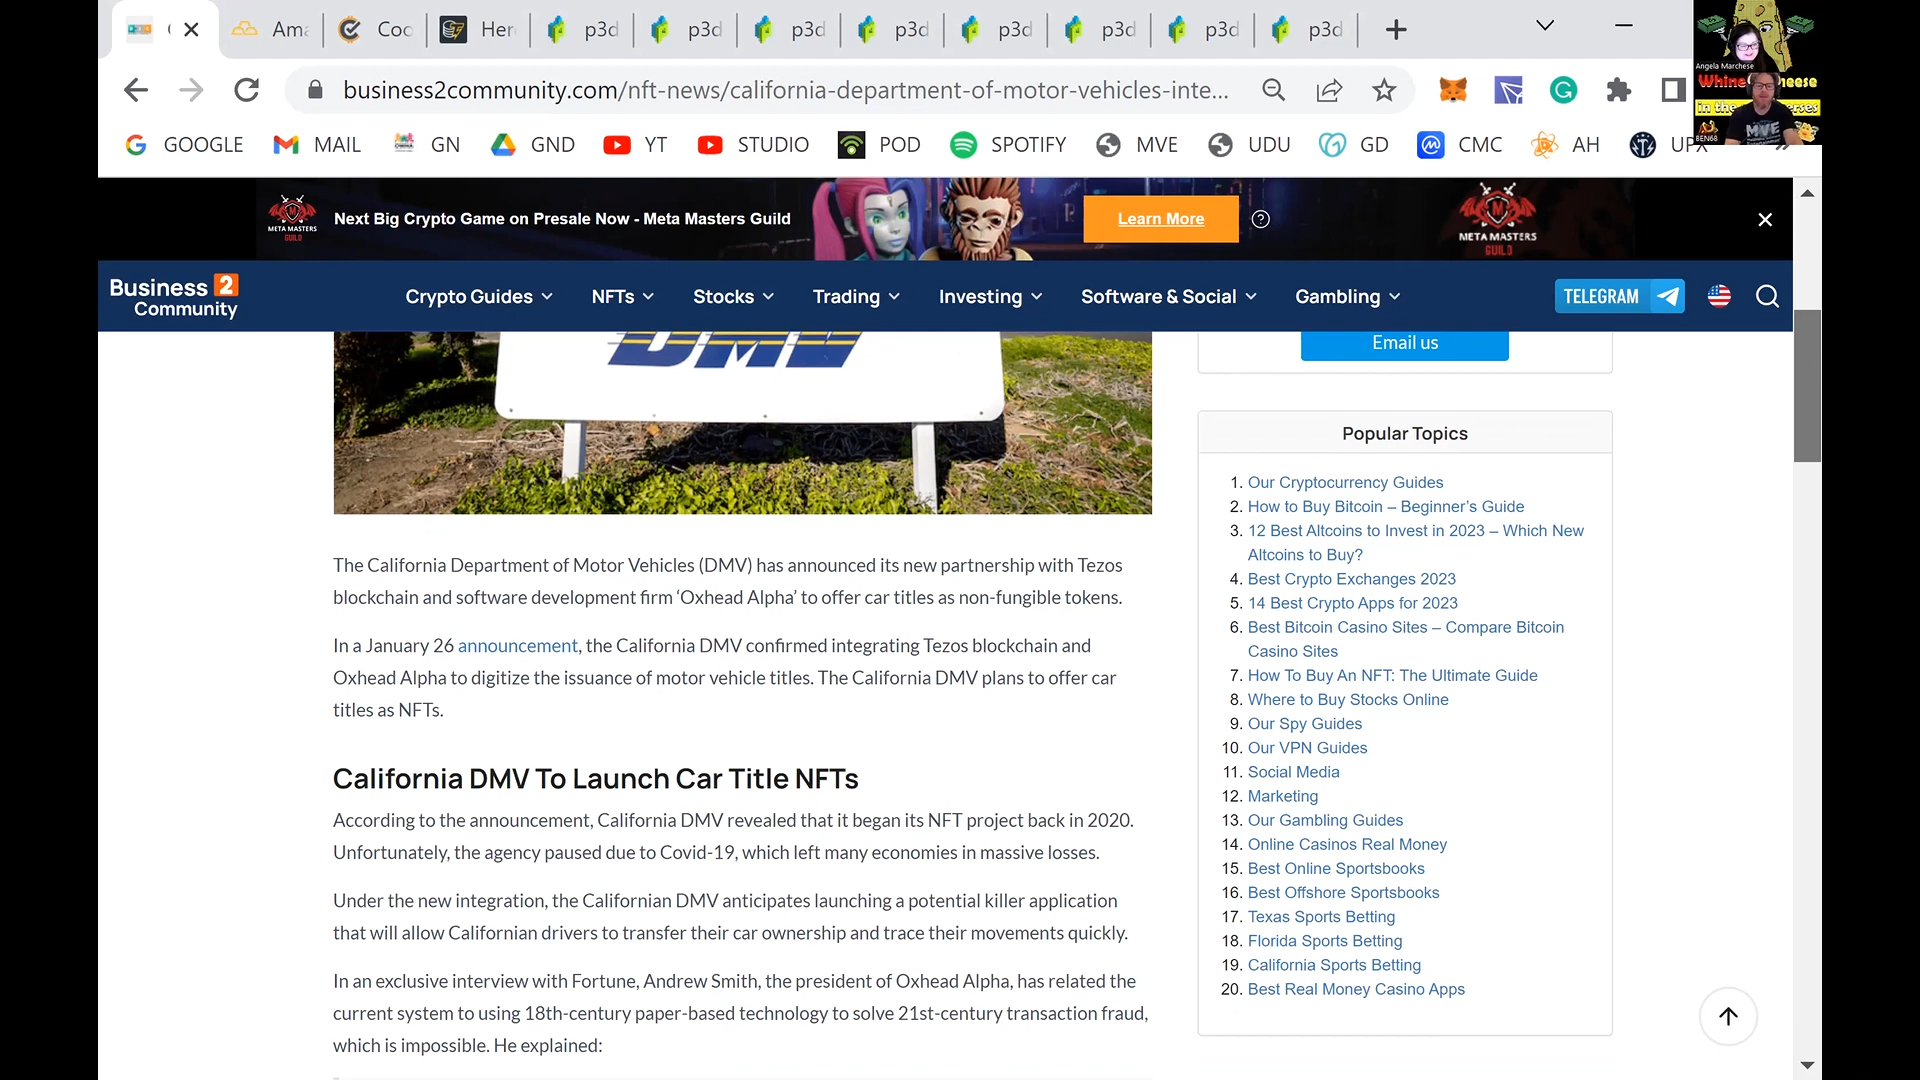 Ama
Coc
Her
p3d
p3d
p3d
p3d
p3d
p3d
p3d
p3d
business2community.com/nft-news/california-department-of-motor-vehicles-inte...
GOOGLE
MAIL
GN
GND
YT
STUDIO
POD
SPOTIFY
MVE
UDU
GD
CMC
AH
UPX
Angela Marchese
in the
BEN68
MVE
META MASTERS
GUILD
Next Big Crypto Game on Presale Now - Meta Masters Guild
Learn More
META MASTERS
GUILD
Business 2
Community
Crypto Guides
NFTs
Stocks
Trading
Investing
Software & Social
Gambling
TELEGRAM
DMV
The California Department of Motor Vehicles (DMV) has announced its new partnership with Tezos
blockchain and software development firm ‘Oxhead Alpha’ to offer car titles as non-fungible tokens.
In a January 26 announcement, the California DMV confirmed integrating Tezos blockchain and
Oxhead Alpha to digitize the issuance of motor vehicle titles. The California DMV plans to offer car
titles as NFTs.
California DMV To Launch Car Title NFTs
According to the announcement, California DMV revealed that it began its NFT project back in 2020.
Unfortunately, the agency paused due to Covid-19, which left many economies in massive losses.
Under the new integration, the Californian DMV anticipates launching a potential killer application
that will allow Californian drivers to transfer their car ownership and trace their movements quickly.
In an exclusive interview with Fortune, Andrew Smith, the president of Oxhead Alpha, has related the
current system to using 18th-century paper-based technology to solve 21st-century transaction fraud,
which is impossible. He explained:
Email us
Popular Topics
1. Our Cryptocurrency Guides
2. How to Buy Bitcoin – Beginner’s Guide
3. 12 Best Altcoins to Invest in 2023 – Which New
Altcoins to Buy?
4. Best Crypto Exchanges 2023
5. 14 Best Crypto Apps for 2023
6. Best Bitcoin Casino Sites – Compare Bitcoin
Casino Sites
7. How To Buy An NFT: The Ultimate Guide
8. Where to Buy Stocks Online
9. Our Spy Guides
10. Our VPN Guides
11. Social Media
12. Marketing
13. Our Gambling Guides
14. Online Casinos Real Money
15. Best Online Sportsbooks
16. Best Offshore Sportsbooks
17. Texas Sports Betting
18. Florida Sports Betting
19. California Sports Betting
20. Best Real Money Casino Apps